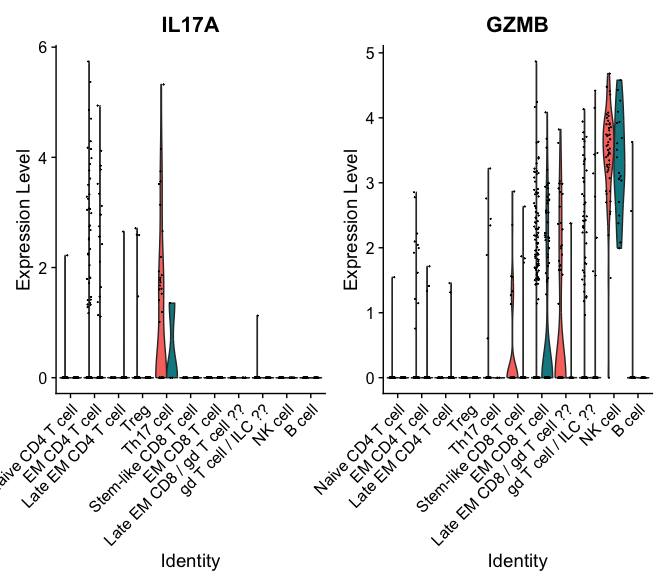 IL17A
Expression Level
6
4
2
0
aive CD4 T cell
EM CD4 T cell
Late EM CD4 T cell
Treg
Th17 cell
Stem-like CD8 T cell
EM CD8 T cell
Late EM CD8 / gd T cell ??
gd T cell / ILC ??
NK cell
B cell
Identity
GZMB
Expression Level
5
4
3
2
1
0
Naive CD4 T cell
EM CD4 T cell
Late EM CD4 T cell
Treg
Th17 cell
Stem-like CD8 T cell
EM CD8 T cell
Late EM CD8 / gd T cell ??
gd T cell / ILC ??
NK cell
B cell
Identity